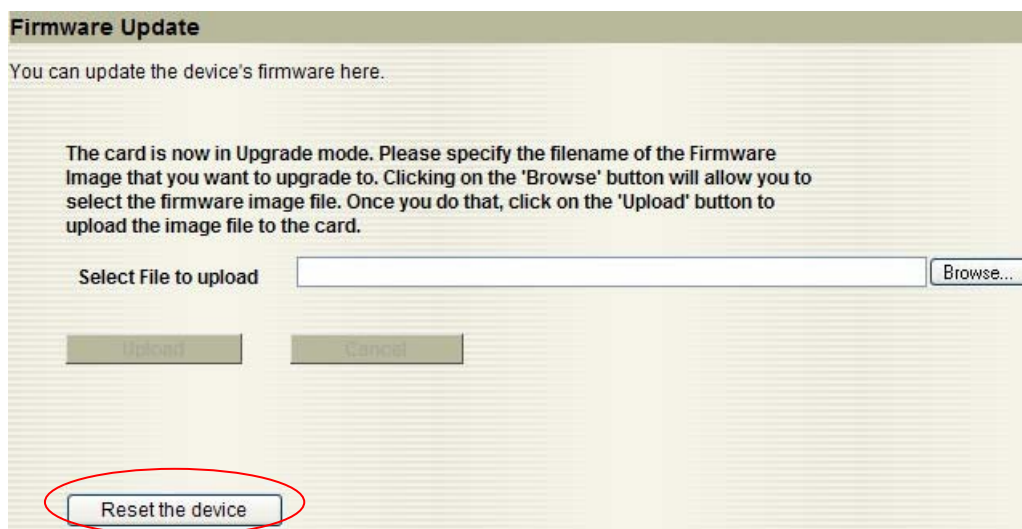 Firmware Update
You can update the device's firmware here.
The card is now in Upgrade mode. Please specify the filename of the Firmware
Image that you want to upgrade to. Clicking on the 'Browse' button will allow you to
select the firmware image file. Once you do that, click on the 'Upload' button to
upload the image file to the card.
Select File to upload
Browse...
Upload Cancel
Reset the device